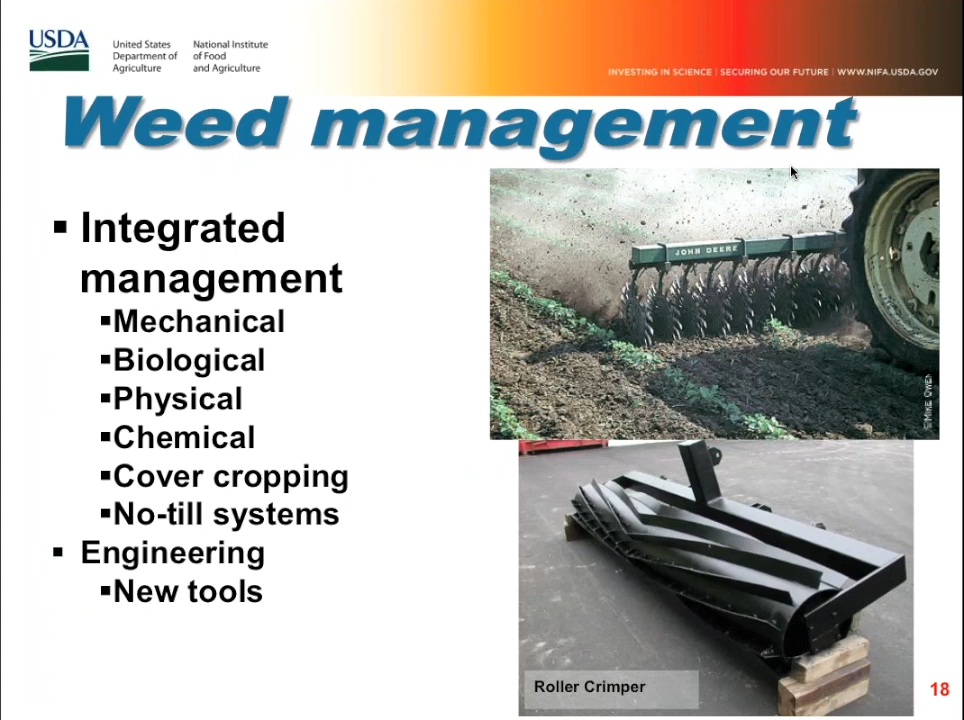 USDA
United States
Department of
Agriculture
National Institute
of Food
and Agriculture
INVESTING IN SCIENCE | SECURING OUR FUTURE | WWW.NIFA.USDA.GOV
Weed management
▪ Integrated
management
▪Mechanical
▪Biological
▪Physical
▪Chemical
▪Cover cropping
▪No-till systems
▪ Engineering
▪New tools
JOHN DEERE
©MIKE OWEN
Roller Crimper
18